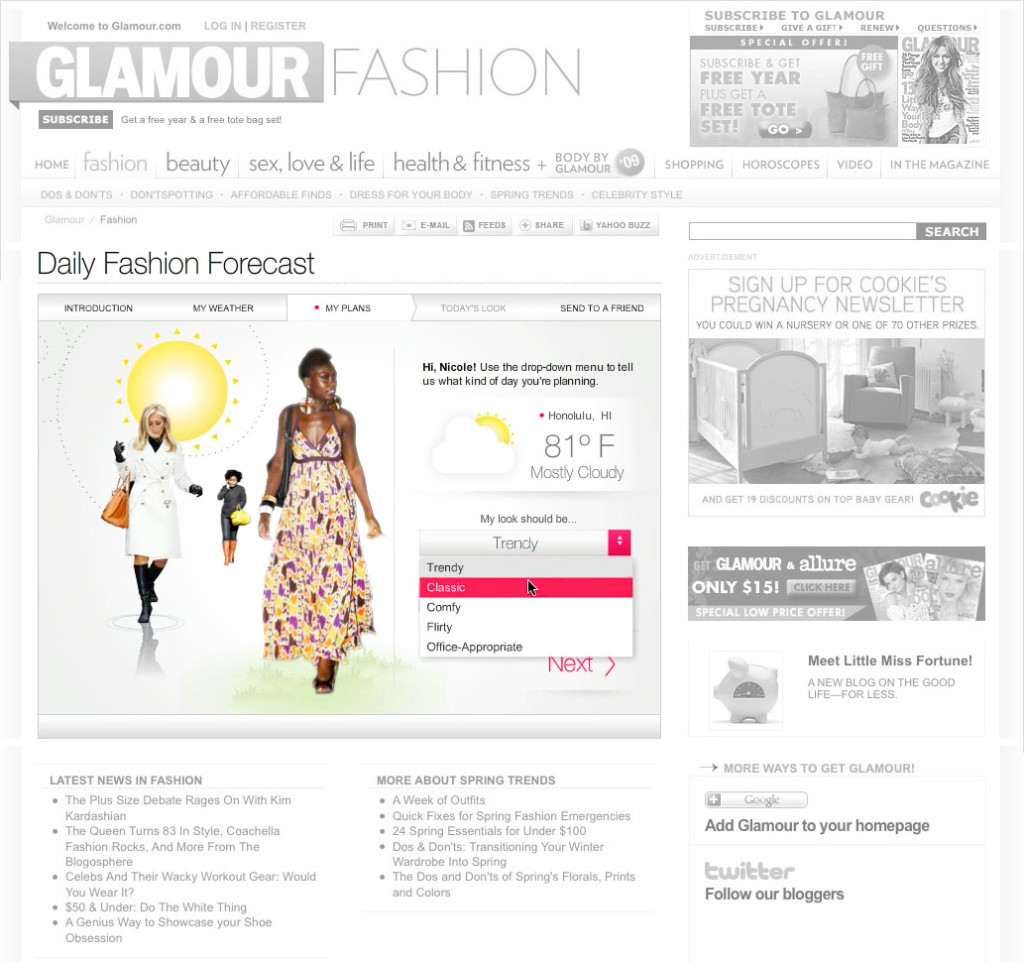 Welcome to Glamour.com LOG IN | REGISTER
GLAMOUR FASHION
SUBSCRIBE Get a free year & a free tote bag set!
SUBSCRIBE TO GLAMOUR
SUBSCRIBE GIVE A GIFT RENEW QUESTIONS
SPECIAL OFFER!
SUBSCRIBE & GET
FREE YEAR
PLUS GET A
FREE TOTE
SET!
GO >
FREE
GIFT
GLAMOUR
HOME fashion beauty sex, love & life health & fitness + BODY BY GLAMOUR '09 SHOPPING HOROSCOPES VIDEO IN THE MAGAZINE
DOS & DON'TS · DON'TSPOTTING · AFFORDABLE FINDS · DRESS FOR YOUR BODY · SPRING TRENDS · CELEBRITY STYLE
Glamour / Fashion
PRINT E-MAIL FEEDS SHARE YAHOO BUZZ
SEARCH
Daily Fashion Forecast
INTRODUCTION MY WEATHER MY PLANS TODAY'S LOOK SEND TO A FRIEND
Hi, Nicole! Use the drop-down menu to tell
us what kind of day you're planning.
Honolulu, HI
81° F
Mostly Cloudy
My look should be...
Trendy
Trendy
Classic
Comfy
Flirty
Office-Appropriate
Next
ADVERTISEMENT
SIGN UP FOR COOKIE'S
PREGNANCY NEWSLETTER
YOU COULD WIN A NURSERY OR ONE OF 70 OTHER PRIZES.
AND GET 19 DISCOUNTS ON TOP BABY GEAR! cookie
GET GLAMOUR & allure
ONLY $15! CLICK HERE
SPECIAL LOW PRICE OFFER!
allure
Meet Little Miss Fortune!
A NEW BLOG ON THE GOOD
LIFE—FOR LESS.
LATEST NEWS IN FASHION
The Plus Size Debate Rages On With Kim
Kardashian
The Queen Turns 83 In Style, Coachella
Fashion Rocks, And More From The
Blogosphere
Celebs And Their Wacky Workout Gear: Would
You Wear It?
$50 & Under: Do The White Thing
A Genius Way to Showcase your Shoe
Obsession
MORE ABOUT SPRING TRENDS
A Week of Outfits
Quick Fixes for Spring Fashion Emergencies
24 Spring Essentials for Under $100
Dos & Don'ts: Transitioning Your Winter
Wardrobe Into Spring
The Dos and Don'ts of Spring's Florals, Prints
and Colors
MORE WAYS TO GET GLAMOUR!
Google
Add Glamour to your homepage
twitter
Follow our bloggers